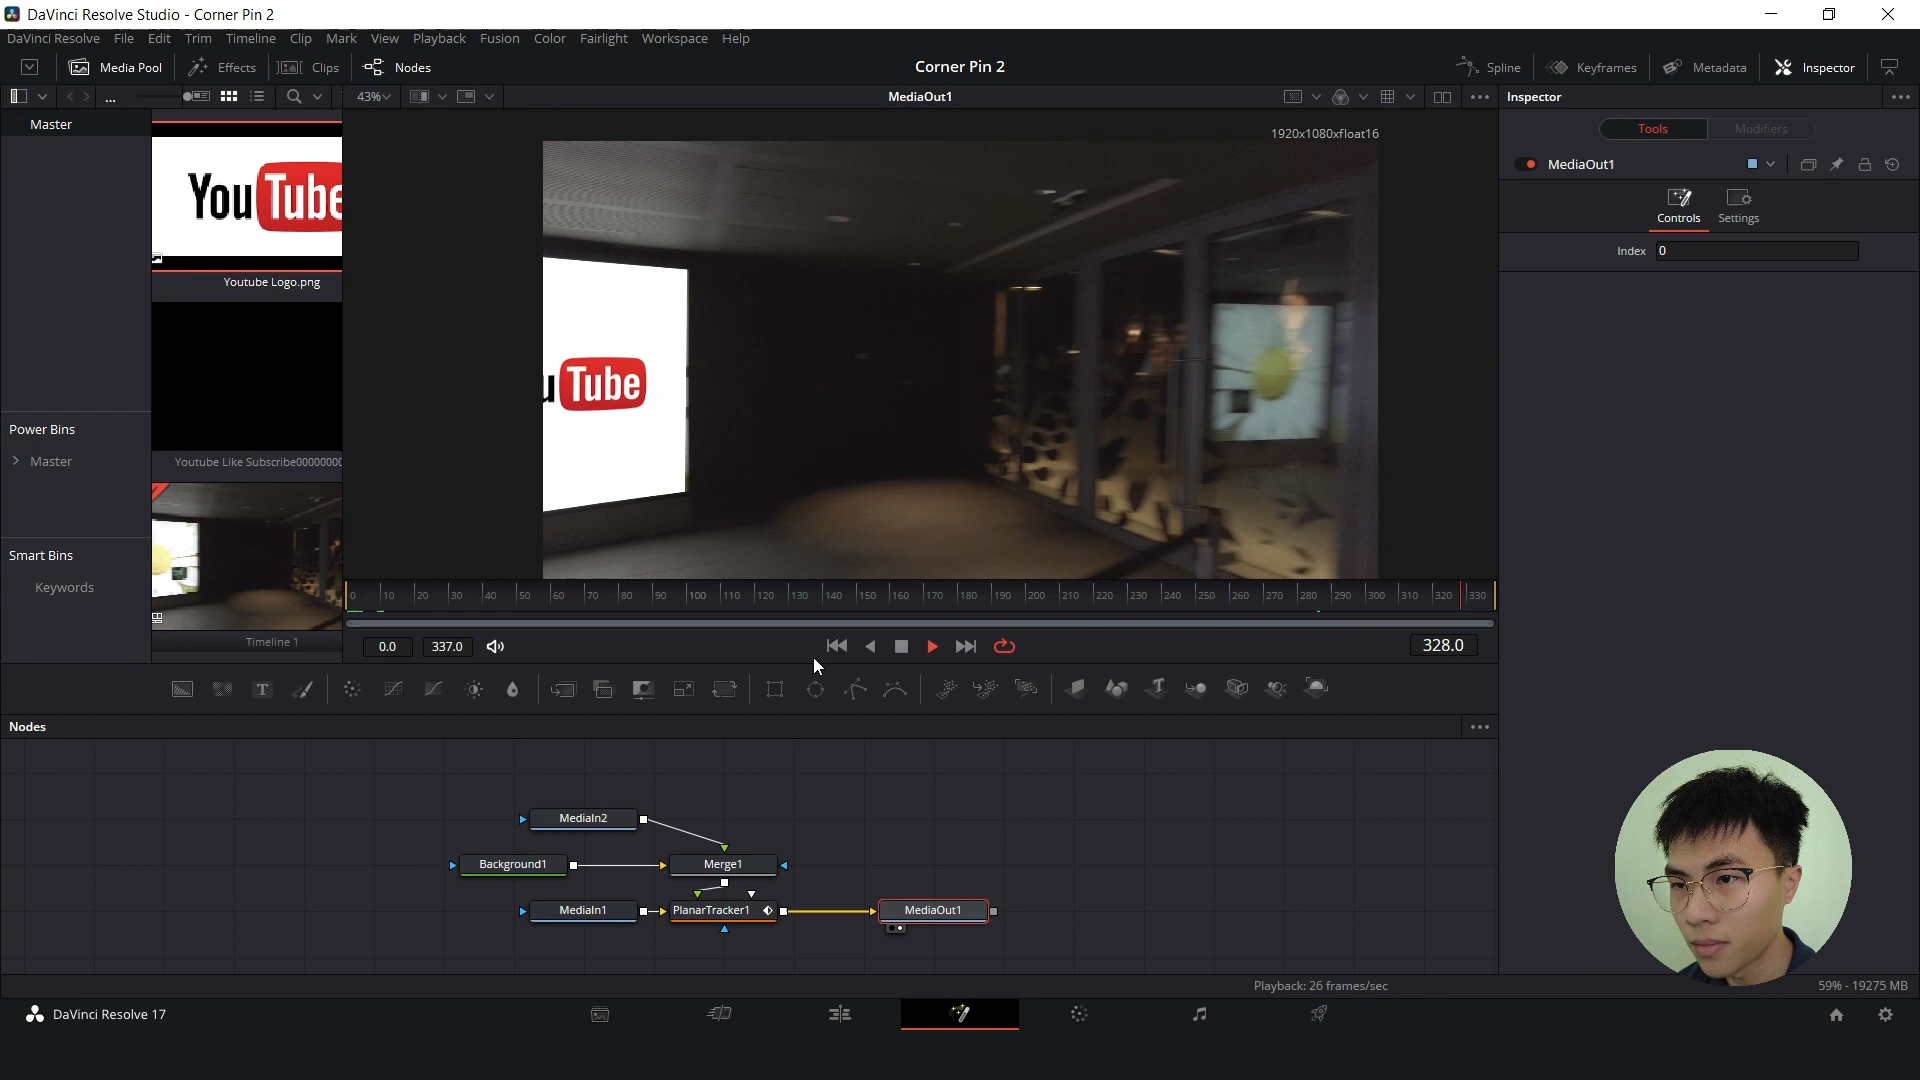 DaVinci Resolve Studio - Corner Pin 2
DaVinci Resolve File Edit Trim Timeline Clip Mark View Playback Fusion Color Fairlight Workspace Help
Media Pool Effects Clips Nodes Corner Pin 2 Spline Keyframes Metadata Inspector
... 43% MediaOut1 Inspector
Master
1920x1080xfloat16
Tools Modifiers
MediaOut1
YouTube
Controls Settings
Index 0
Youtube Logo.png
uTube
Power Bins
Master
Youtube Like Subscribe00000000
Smart Bins
Keywords
0 10 20 30 40 50 60 70 80 90 100 110 120 130 140 150 160 170 180 190 200 210 220 230 240 250 260 270 280 290 300 310 320 330
Timeline 1
0.0 337.0 328.0
T
Nodes
MediaIn2
Background1 Merge1
MediaIn1 PlanarTracker1 MediaOut1
Playback: 26 frames/sec 59% - 19275 MB
DaVinci Resolve 17